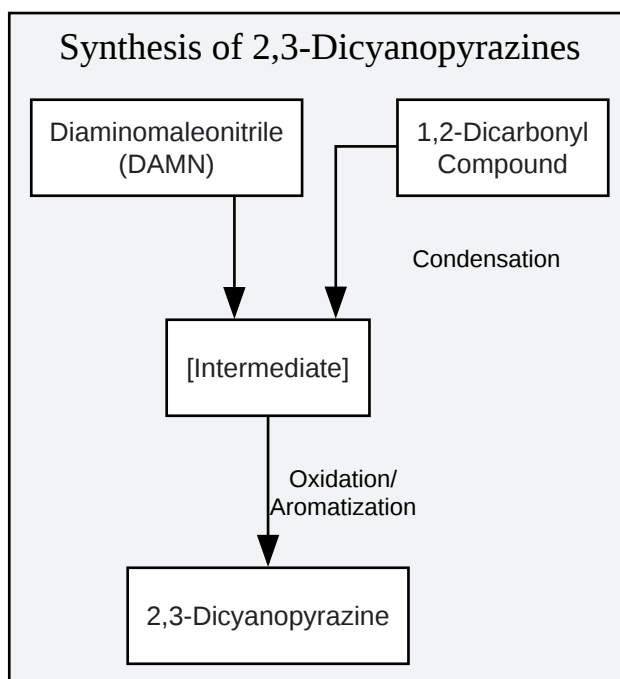 Synthesis of 2,3-Dicyanopyrazines
Diaminomaleonitrile
(DAMN)
1,2-Dicarbonyl
Compound
Condensation
[Intermediate]
Oxidation/
Aromatization
2,3-Dicyanopyrazine